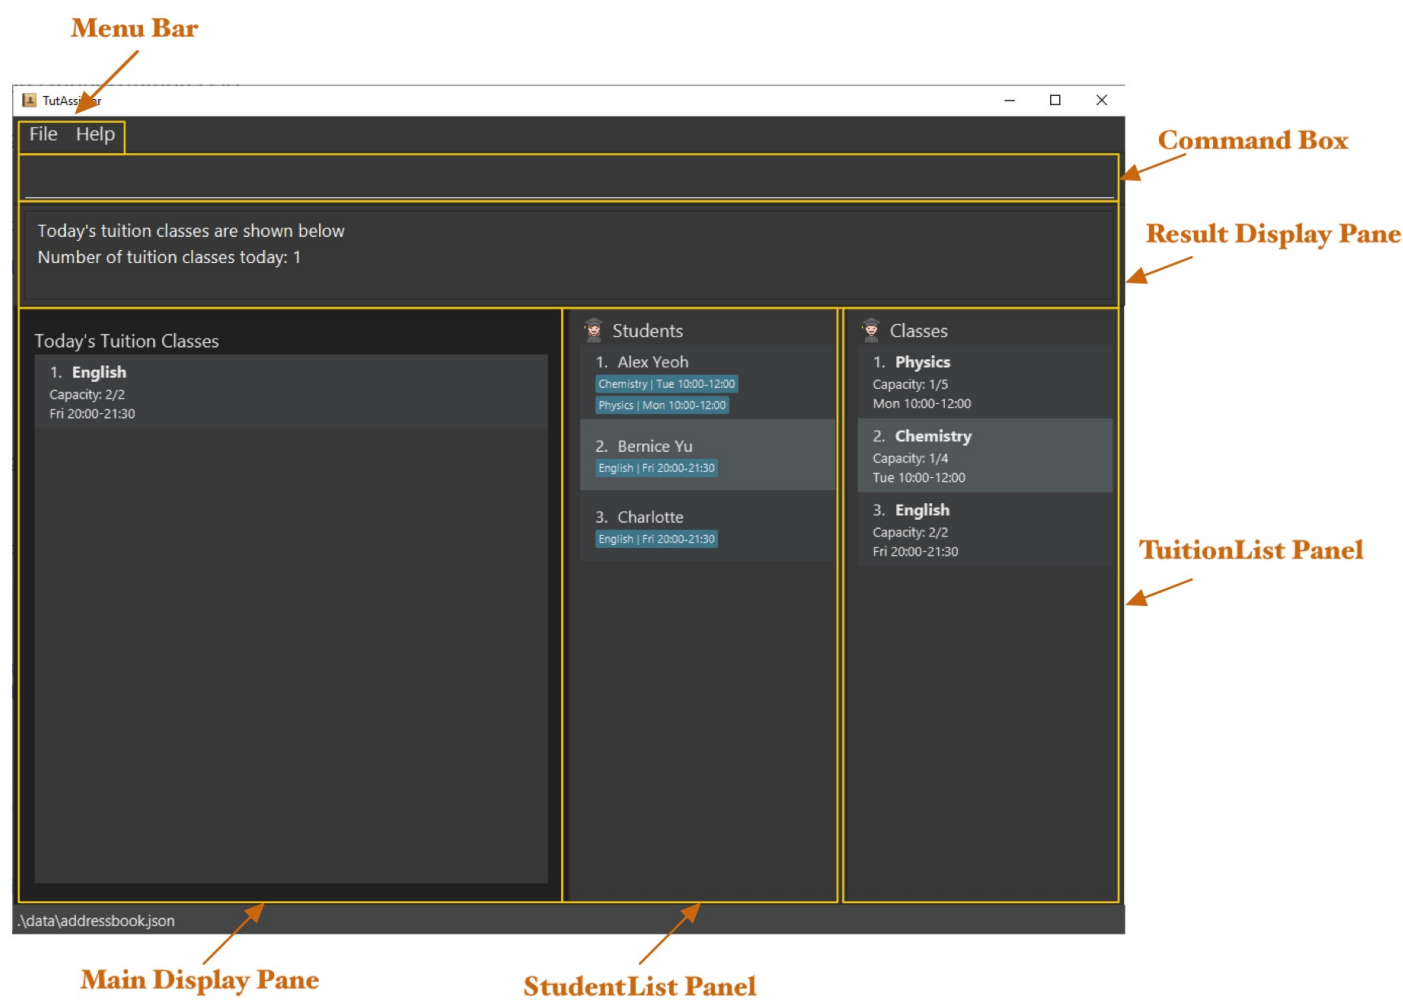 Menu Bar
TutAssistor
File Help
Command Box
Today's tuition classes are shown below
Number of tuition classes today: 1
Result Display Pane
Today's Tuition Classes
1. English
Capacity: 2/2
Fri 20:00-21:30
Students
1. Alex Yeoh
Chemistry | Tue 10:00-12:00
Physics | Mon 10:00-12:00
2. Bernice Yu
English | Fri 20:00-21:30
3. Charlotte
English | Fri 20:00-21:30
Classes
1. Physics
Capacity: 1/5
Mon 10:00-12:00
2. Chemistry
Capacity: 1/4
Tue 10:00-12:00
3. English
Capacity: 2/2
Fri 20:00-21:30
TuitionList Panel
.\data\addressbook.json
Main Display Pane
StudentList Panel